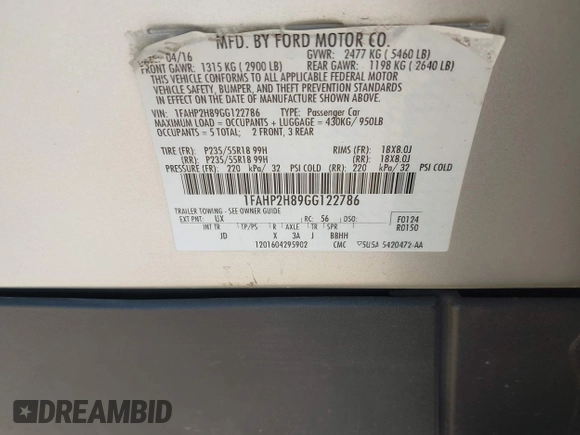 MFD. BY FORD MOTOR CO.
04/16 GVWR: 2477 KG ( 5460 LB)
FRONT GAWR: 1315 KG ( 2900 LB) REAR GAWR: 1198 KG ( 2640 LB)
THIS VEHICLE CONFORMS TO ALL APPLICABLE FEDERAL MOTOR
VEHICLE SAFETY, BUMPER, AND THEFT PREVENTION STANDARDS
IN EFFECT ON THE DATE OF MANUFACTURE SHOWN ABOVE.
VIN: 1FAHP2H89GG122786 TYPE: Passenger Car
MAXIMUM LOAD = OCCUPANTS + LUGGAGE = 430KG/ 950LB
OCCUPANTS = 5 TOTAL; 2 FRONT, 3 REAR
TIRE (FR): P235/55R18 99H RIMS (FR): 18X8.0J
(RR): P235/55R18 99H (RR): 18X8.0J
PRESSURE (FR): 220 kPa/ 32 PSI COLD (RR): 220 kPa/ 32 PSI COLD
1FAHP2H89GG122786
TRAILER TOWING - SEE OWNER GUIDE
EXT PNT: UX RC: 56 DSO: F0124
INT TR TP/PS R AXLE TR SPR R0150
JD X 3A J BBHH
1201604295902 CMC 5U5A 5420472-AA
DREAMBID